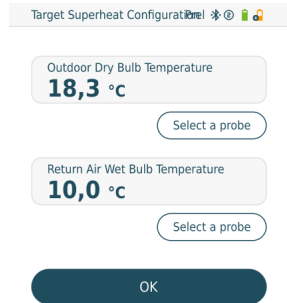 Target Superheat Configuration Prel
Outdoor Dry Bulb Temperature
18,3 °C
Select a probe
Return Air Wet Bulb Temperature
10,0 °C
Select a probe
OK